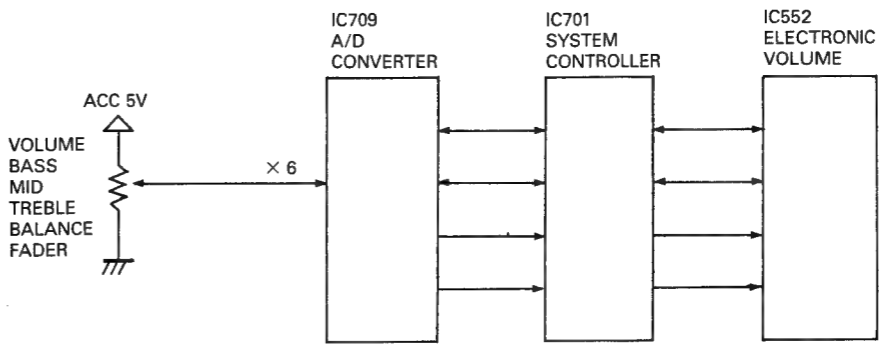 IC709
A/D
CONVERTER
IC701
SYSTEM
CONTROLLER
IC552
ELECTRONIC
VOLUME
ACC 5V
VOLUME
BASS
MID
TREBLE
BALANCE
FADER
× 6